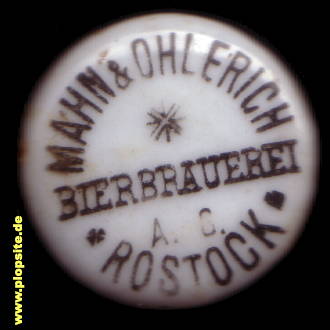 MAHN & OHLERICH
BIERBRAUEREI
A. G.
ROSTOCK
www.plopsite.de